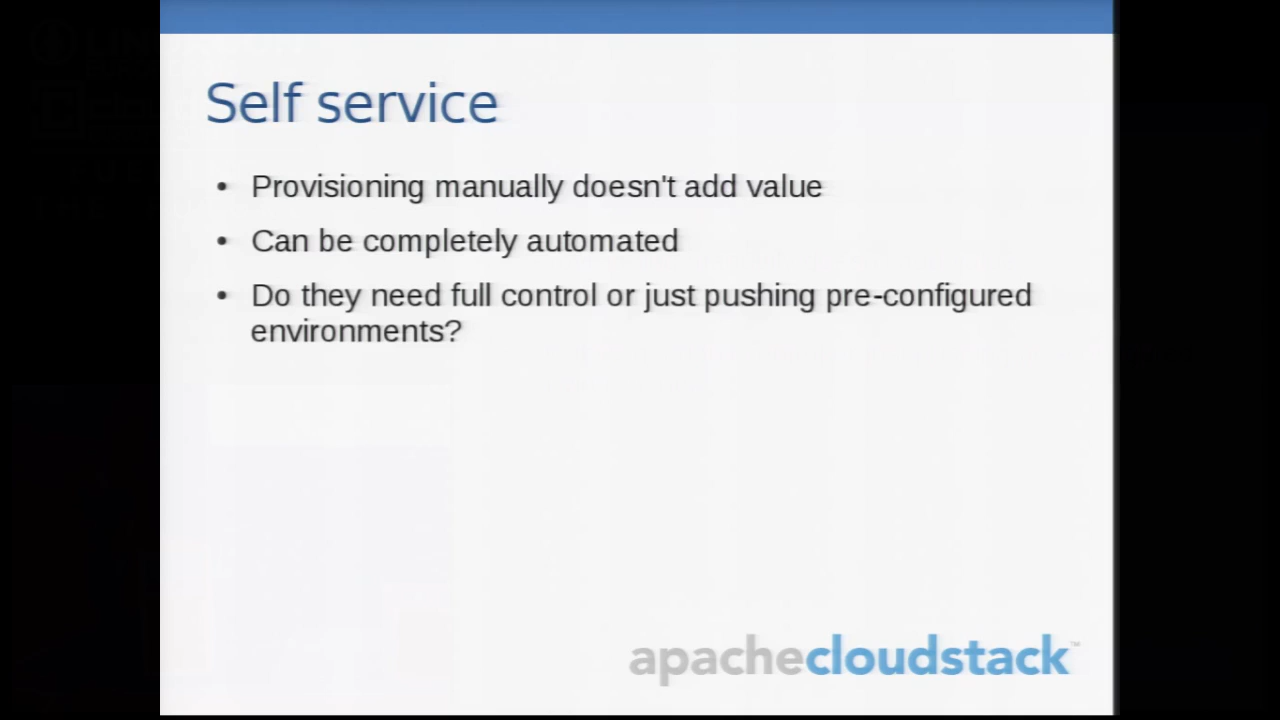 Self service
• Provisioning manually doesn't add value
• Can be completely automated
• Do they need full control or just pushing pre-configured
environments?
apachecloudstack™